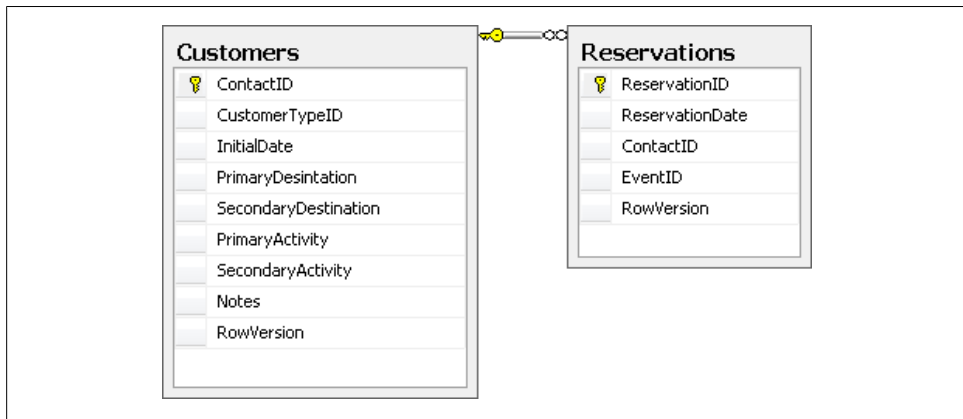 Customers
ContactID
CustomerTypeID
InitialDate
PrimaryDesintation
SecondaryDestination
PrimaryActivity
SecondaryActivity
Notes
RowVersion
Reservations
ReservationID
ReservationDate
ContactID
EventID
RowVersion